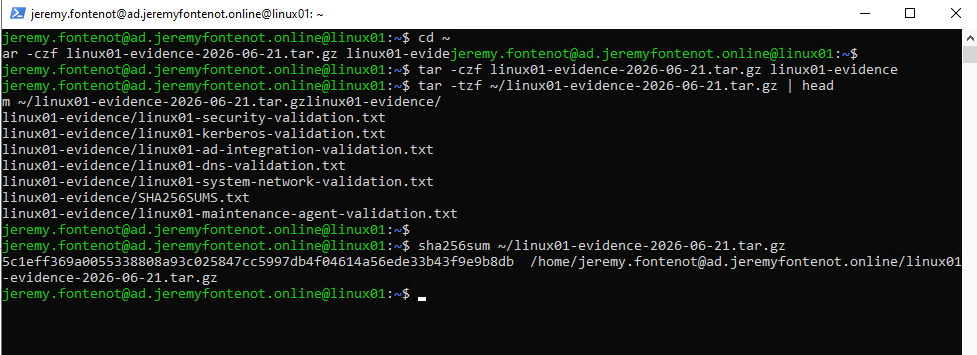 jeremy.fontenot@ad.jeremyfontenot.online@linux01: ~
jeremy.fontenot@ad.jeremyfontenot.online@linux01:~$ cd ~
ar -czf linux01-evidence-2026-06-21.tar.gz linux01-evidejeremy.fontenot@ad.jeremyfontenot.online@linux01:~$
jeremy.fontenot@ad.jeremyfontenot.online@linux01:~$ tar -czf linux01-evidence-2026-06-21.tar.gz linux01-evidence
jeremy.fontenot@ad.jeremyfontenot.online@linux01:~$ tar -tzf ~/linux01-evidence-2026-06-21.tar.gz | head
m ~/linux01-evidence-2026-06-21.tar.gzlinux01-evidence/
linux01-evidence/linux01-security-validation.txt
linux01-evidence/linux01-kerberos-validation.txt
linux01-evidence/linux01-ad-integration-validation.txt
linux01-evidence/linux01-dns-validation.txt
linux01-evidence/linux01-system-network-validation.txt
linux01-evidence/SHA256SUMS.txt
linux01-evidence/linux01-maintenance-agent-validation.txt
jeremy.fontenot@ad.jeremyfontenot.online@linux01:~$
jeremy.fontenot@ad.jeremyfontenot.online@linux01:~$ sha256sum ~/linux01-evidence-2026-06-21.tar.gz
5c1eff369a0055338808a93c025847cc5997db4f04614a56ede33b43f9e9b8db  /home/jeremy.fontenot@ad.jeremyfontenot.online/linux01
-evidence-2026-06-21.tar.gz
jeremy.fontenot@ad.jeremyfontenot.online@linux01:~$